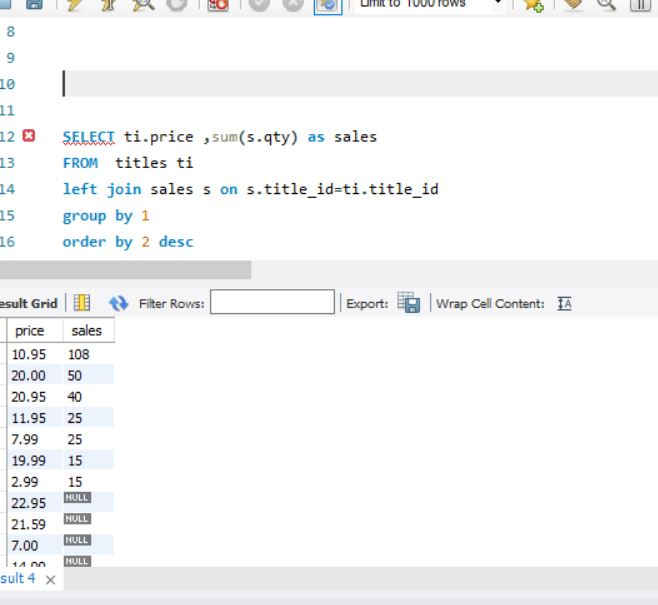 Limit to 1000 rows
8
9
10
11
12 SELECT ti.price ,sum(s.qty) as sales
13 FROM  titles ti
14 left join sales s on s.title_id=ti.title_id
15 group by 1
16 order by 2 desc
esult Grid Filter Rows: Export: Wrap Cell Content: IA
price sales
10.95 108
20.00 50
20.95 40
11.95 25
7.99 25
19.99 15
2.99 15
22.95 NULL
21.59 NULL
7.00 NULL
14.00 NULL
sult 4 ×